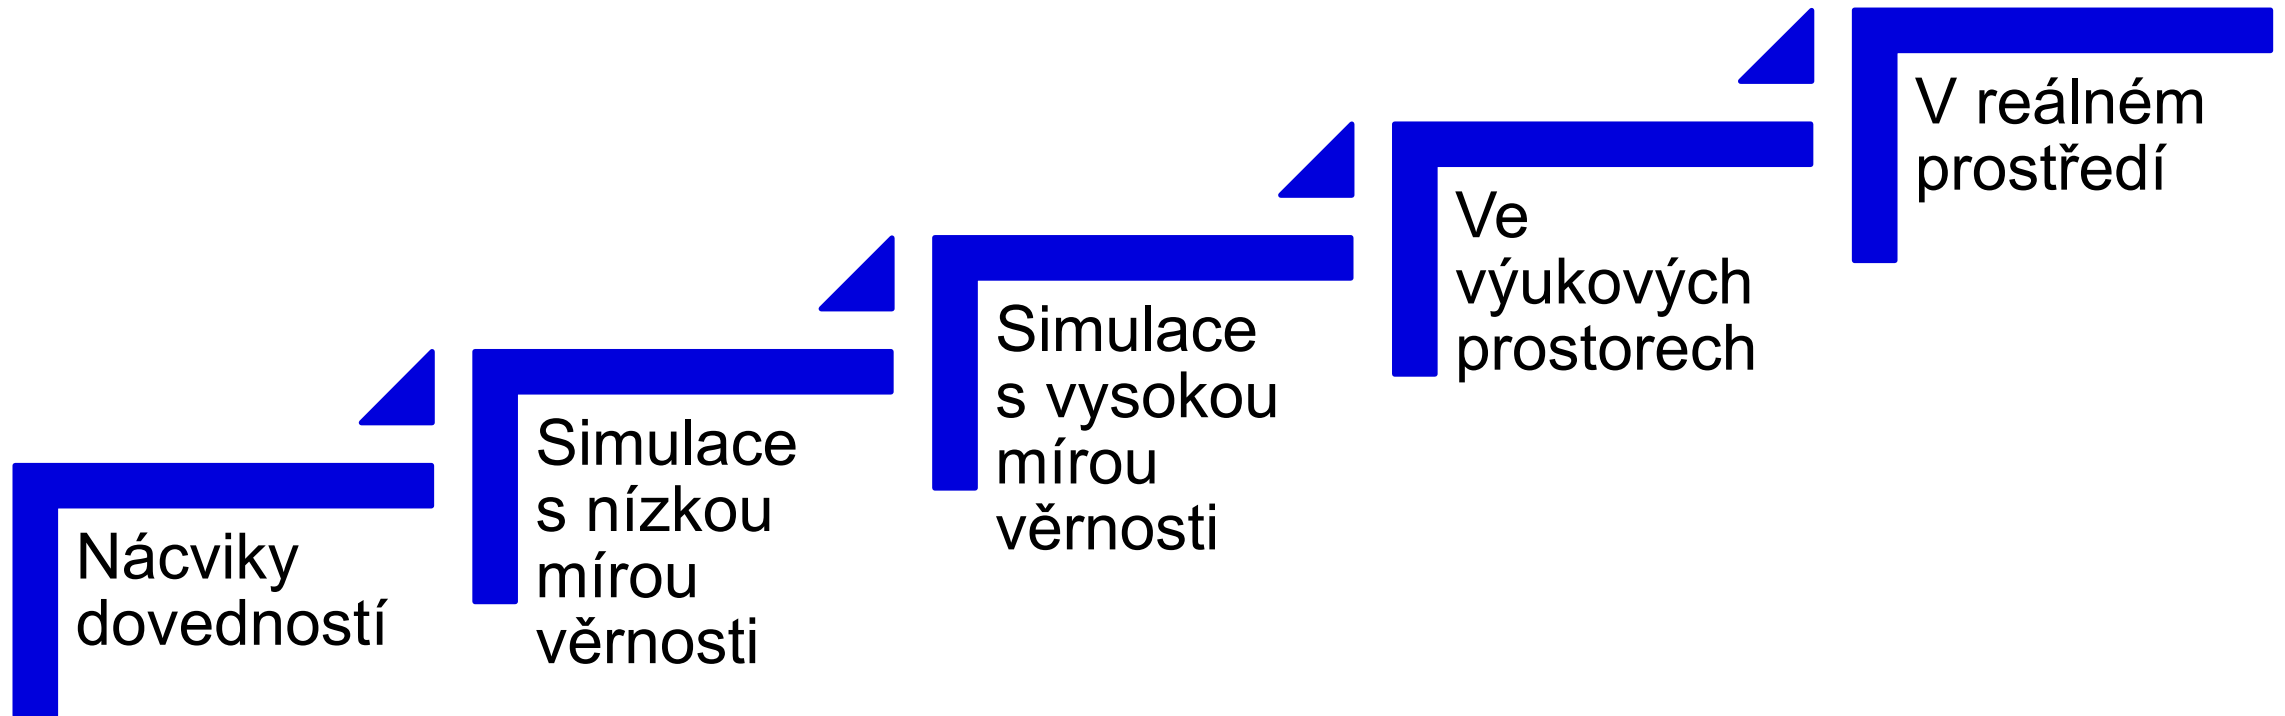 Nácviky
dovedností
Simulace
s nízkou
mírou
věrnosti
Simulace
s vysokou
mírou
věrnosti
Ve
výukových
prostorech
V reálném
prostředí